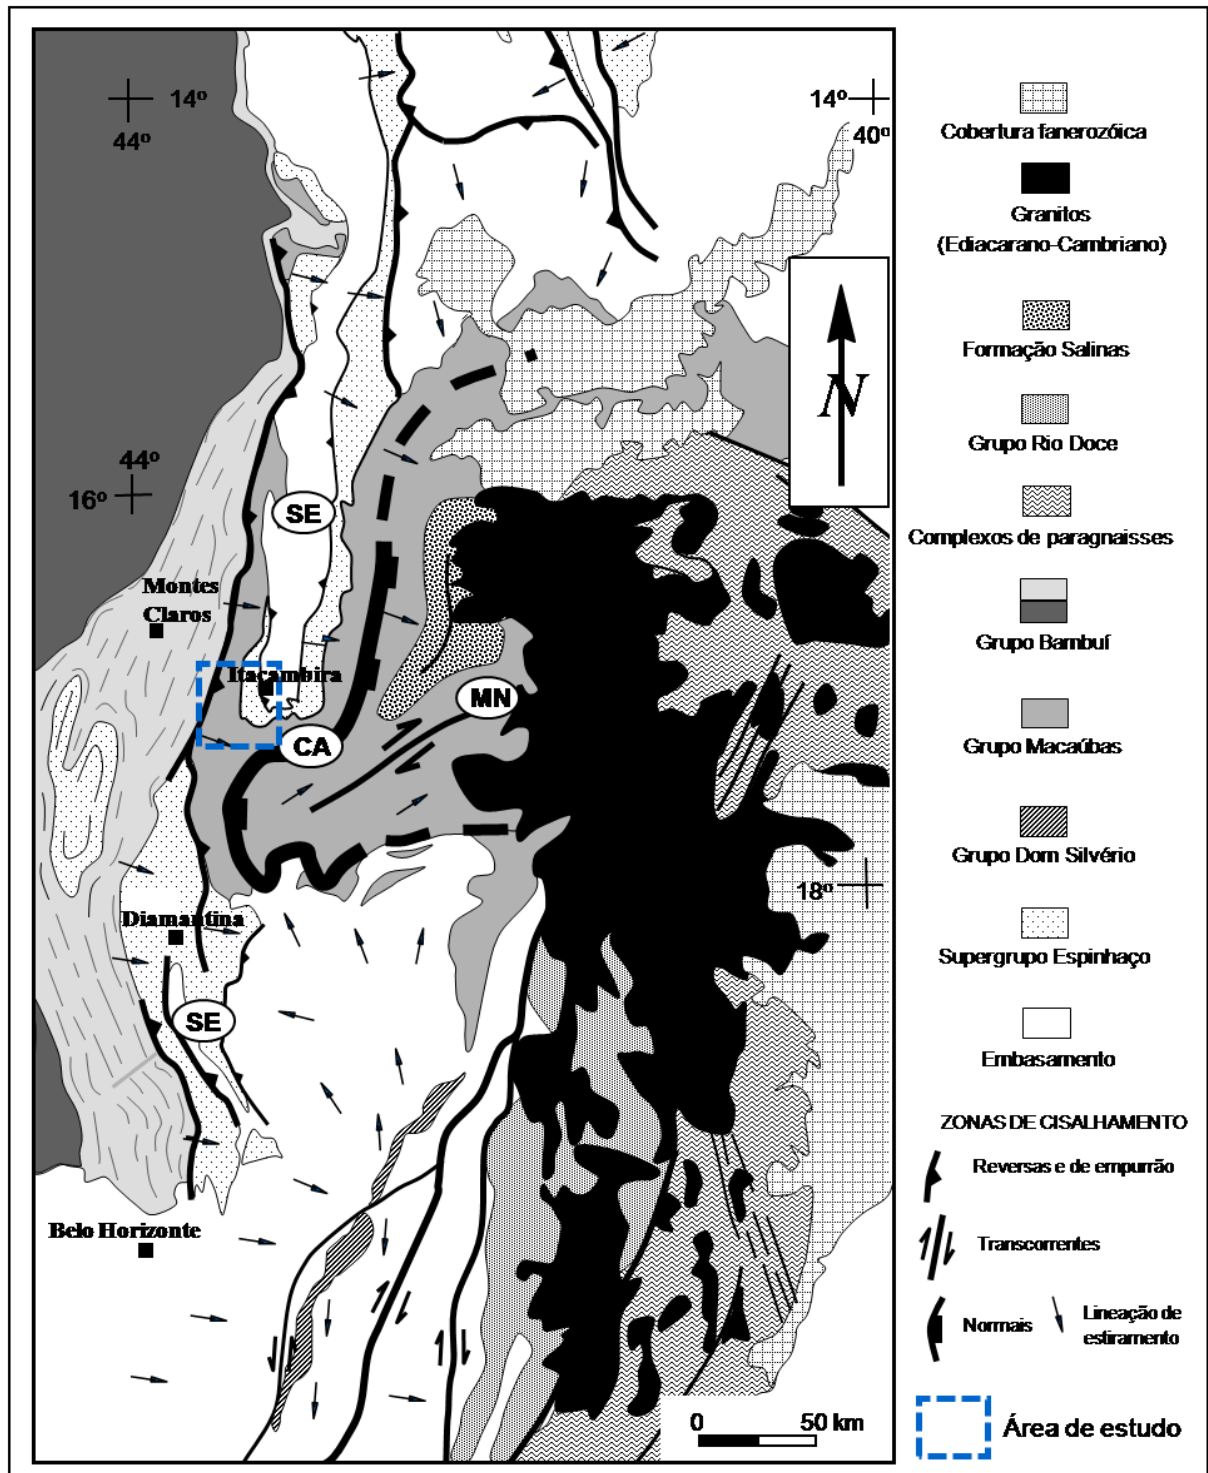 14º
44º
14º
40º
N
44º
16º
SE
Montes
Claros
Itacambira
MN
CA
18º
Diamantina
SE
Belo Horizonte
0 50 km
Cobertura fanerozóica
Granitos
(Ediacarano-Cambriano)
Formação Salinas
Grupo Rio Doce
Complexos de paragnaisses
Grupo Bambuí
Grupo Macaúbas
Grupo Dom Silvério
Supergrupo Espinhaço
Embasamento
ZONAS DE CISALHAMENTO
Reversas e de empurrão
Transcorrentes
Normais
Lineação de
estiramento
Área de estudo